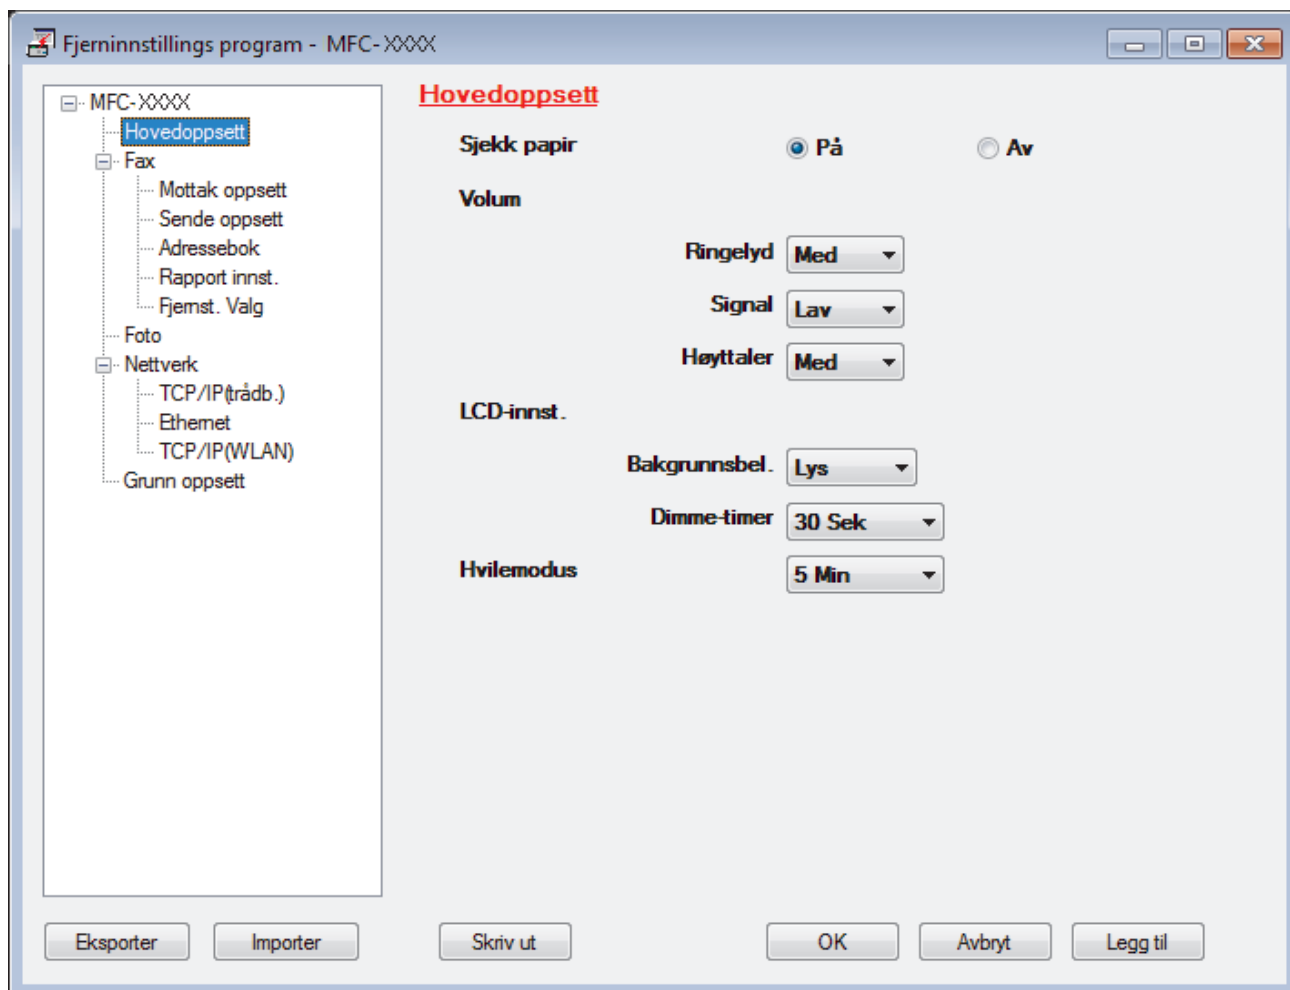 Fjerninnstillings program - MFC-XXXX
MFC-XXXX
Hovedoppsett
Fax
Mottak oppsett
Sende oppsett
Adressebok
Rapport innst.
Fjernst. Valg
Foto
Nettverk
TCP/IP(trådb.)
Ethernet
TCP/IP(WLAN)
Grunn oppsett
Hovedoppsett
Sjekk papir På Av
Volum
Ringelyd Med
Signal Lav
Høyttaler Med
LCD-innst.
Bakgrunnsbel. Lys
Dimme-timer 30 Sek
Hvilemodus 5 Min
Eksporter Importer Skriv ut OK Avbryt Legg til